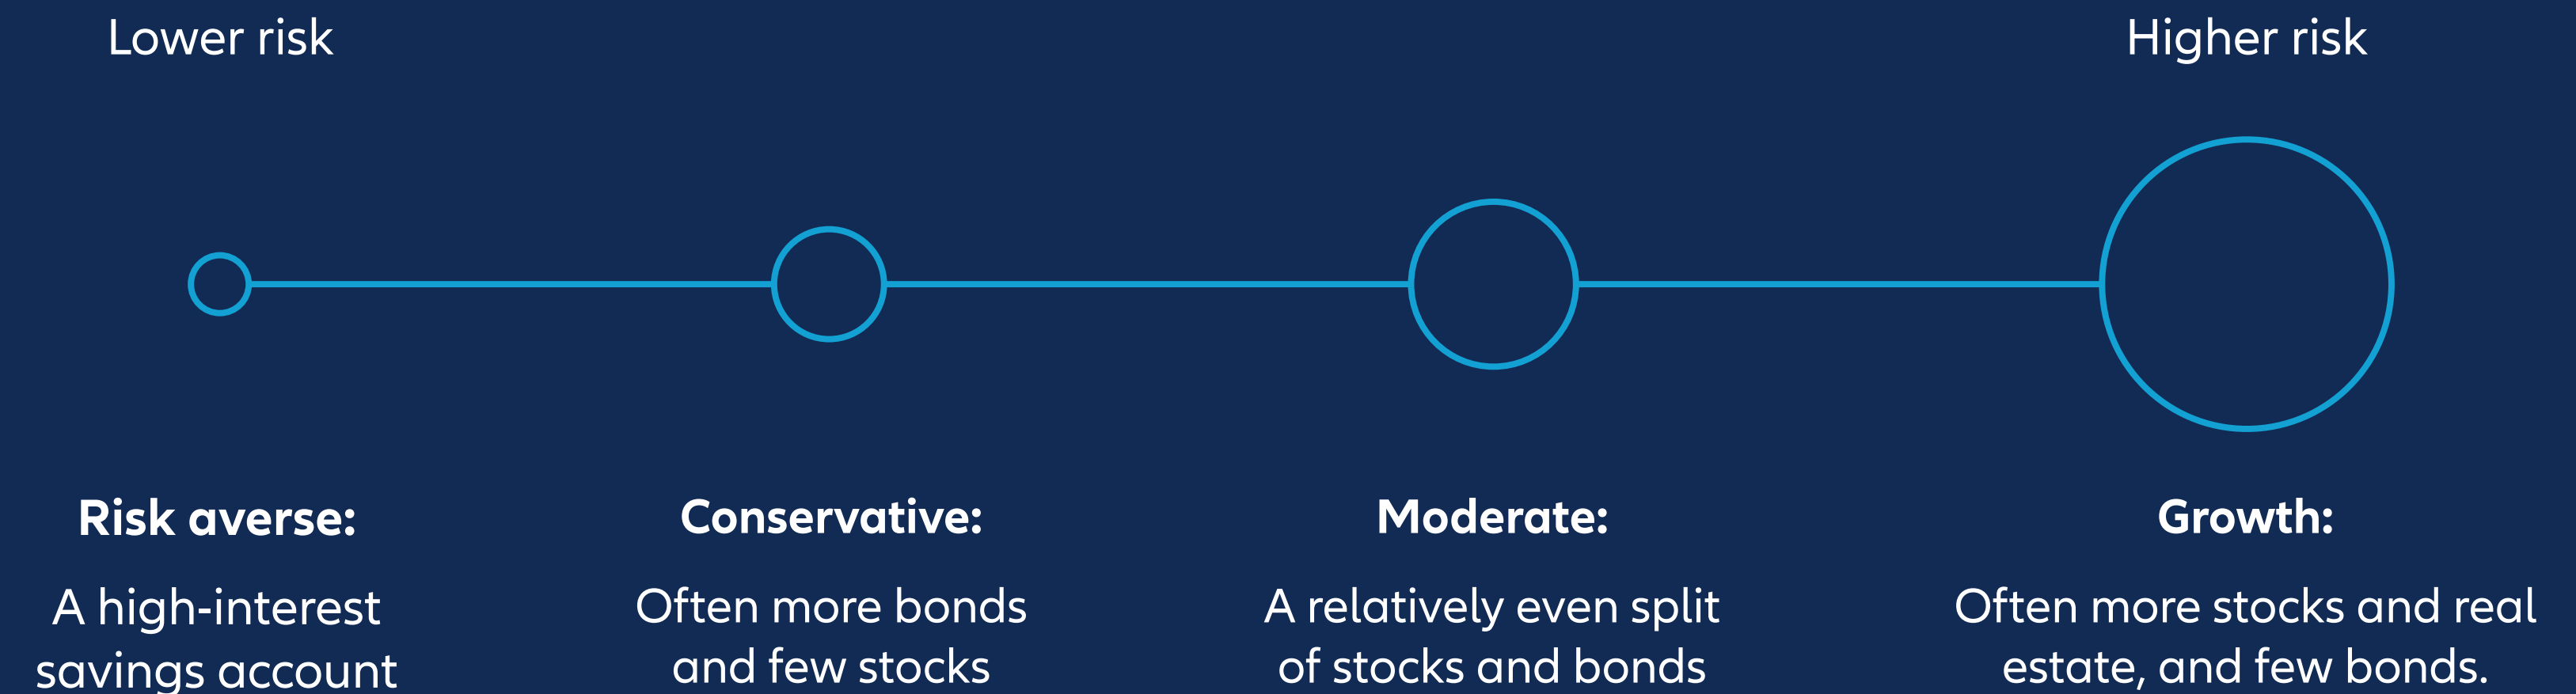 Lower risk
Higher risk
Risk averse:
A high-interest
savings account
Conservative:
Often more bonds
and few stocks
Moderate:
A relatively even split
of stocks and bonds
Growth:
Often more stocks and real
estate, and few bonds.